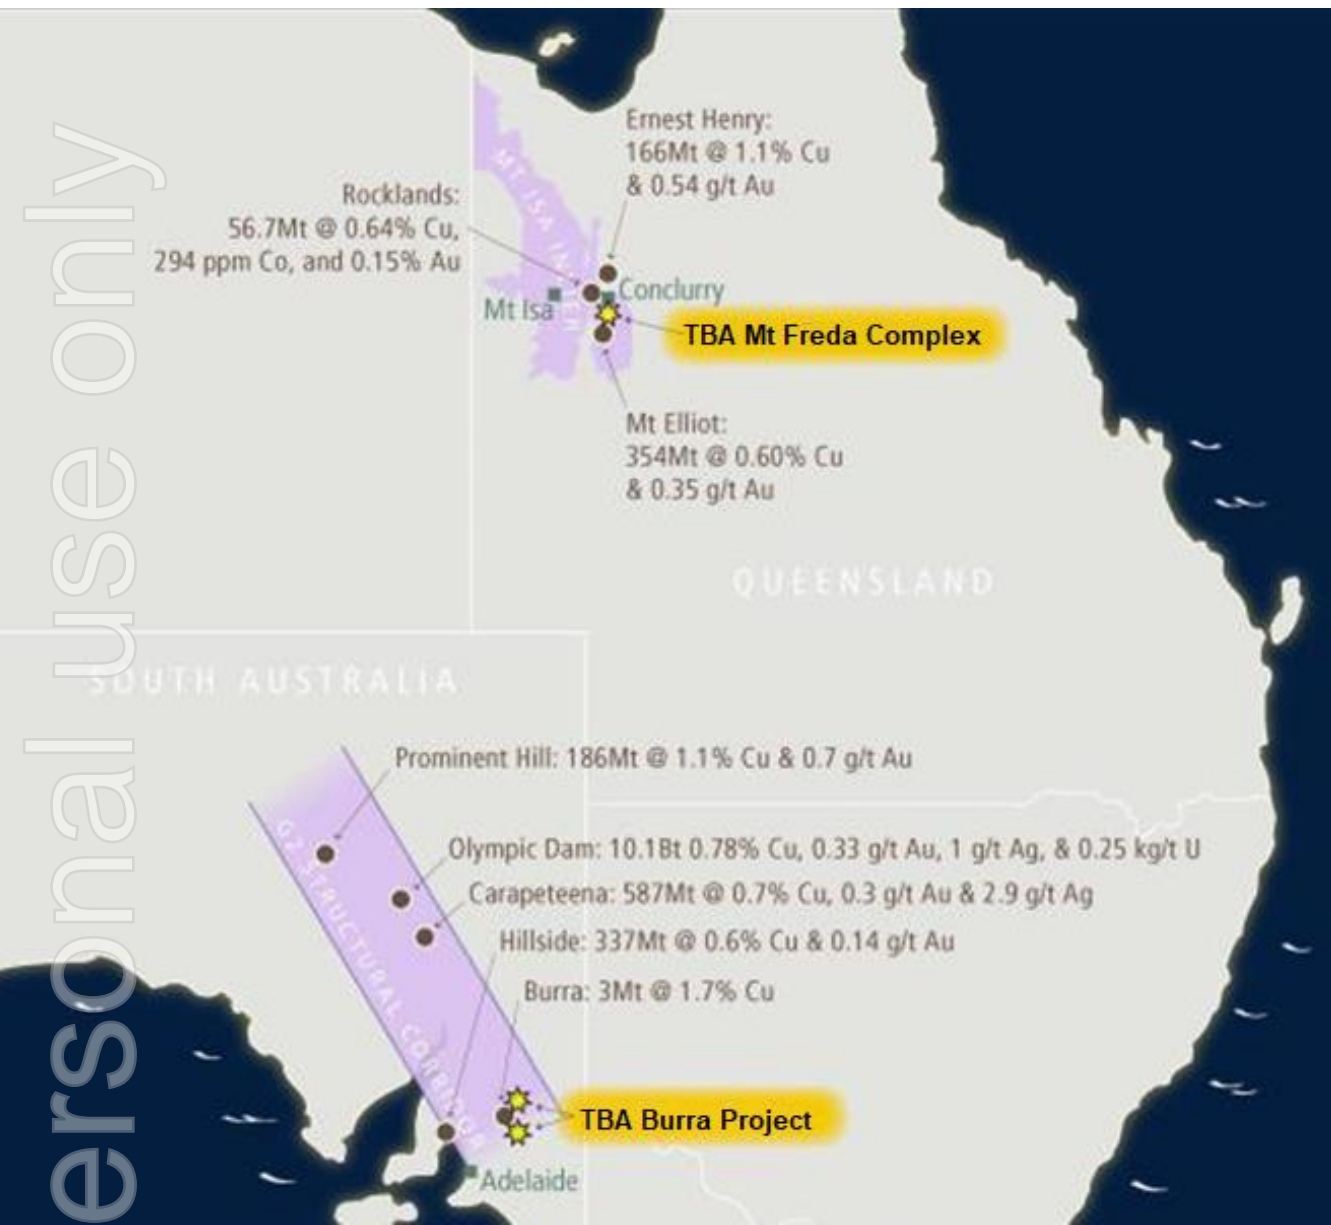 ersonal use only
Ernest Henry:
166Mt @ 1.1% Cu
& 0.54 g/t Au
Rocklands:
56.7Mt @ 0.64% Cu,
294 ppm Co, and 0.15% Au
MT ISA IN
Mt Isa
Conclurry
TBA Mt Freda Complex
Mt Elliot:
354Mt @ 0.60% Cu
& 0.35 g/t Au
QUEENSLAND
SOUTH AUSTRALIA
Prominent Hill: 186Mt @ 1.1% Cu & 0.7 g/t Au
Olympic Dam: 10.1Bt 0.78% Cu, 0.33 g/t Au, 1 g/t Ag, & 0.25 kg/t U
Carapeteena: 587Mt @ 0.7% Cu, 0.3 g/t Au & 2.9 g/t Ag
Hillside: 337Mt @ 0.6% Cu & 0.14 g/t Au
Burra: 3Mt @ 1.7% Cu
G2 STRUCTURAL CORRIDOR
TBA Burra Project
Adelaide